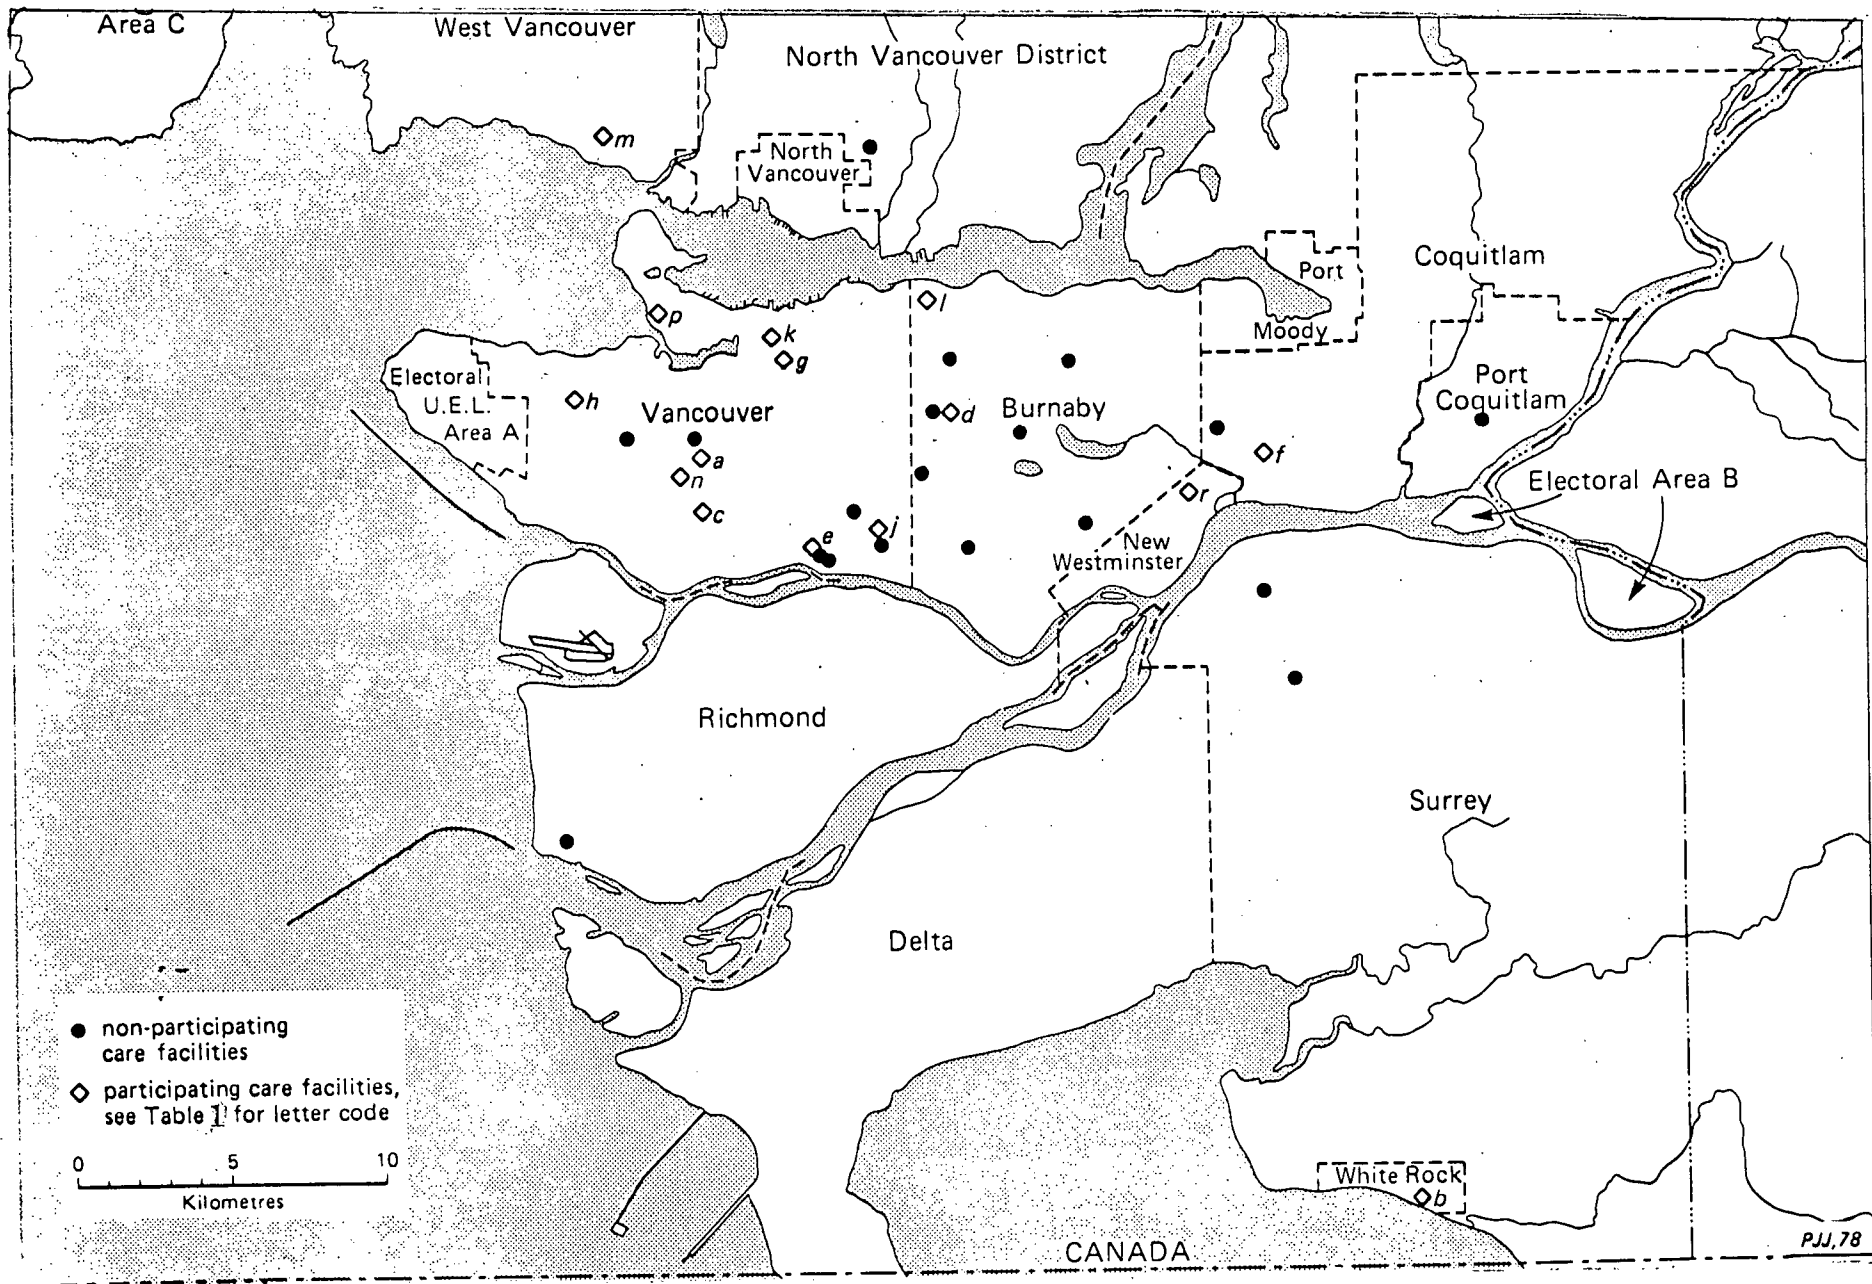 Area C
West Vancouver
North Vancouver District
m
North
Vancouver
Coquitlam
Port
Moody
l
p
k
g
Electoral
U.E.L.
Area A
h
Vancouver
d
Burnaby
Port
Coquitlam
a
n
f
Electoral Area B
r
c
j
e
New
Westminster
Richmond
Surrey
Delta
non-participating
care facilities
participating care facilities,
see Table 1 for letter code
0 5 10
Kilometres
White Rock
b
CANADA
PJJ,78